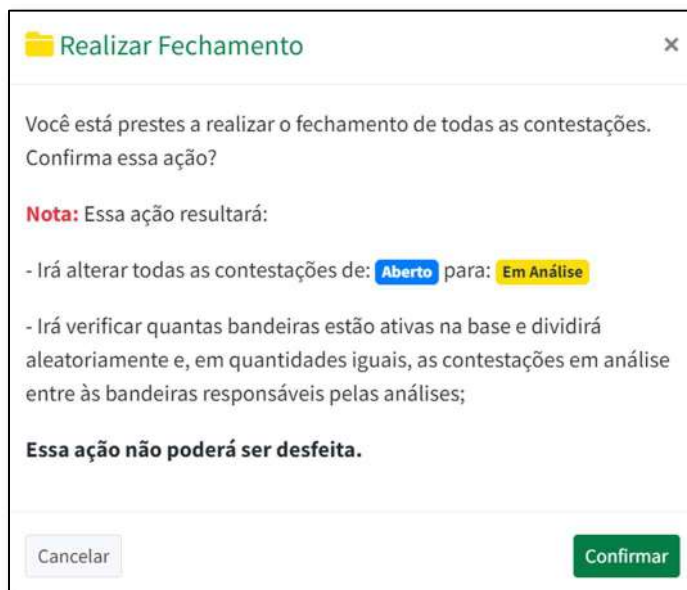 Realizar Fechamento ×
Você está prestes a realizar o fechamento de todas as contestações.
Confirma essa ação?
Nota: Essa ação resultará:
- Irá alterar todas as contestações de: Aberto para: Em Análise
- Irá verificar quantas bandeiras estão ativas na base e dividirá
aleatoriamente e, em quantidades iguais, as contestações em análise
entre às bandeiras responsáveis pelas análises;
Essa ação não poderá ser desfeita.
Cancelar Confirmar